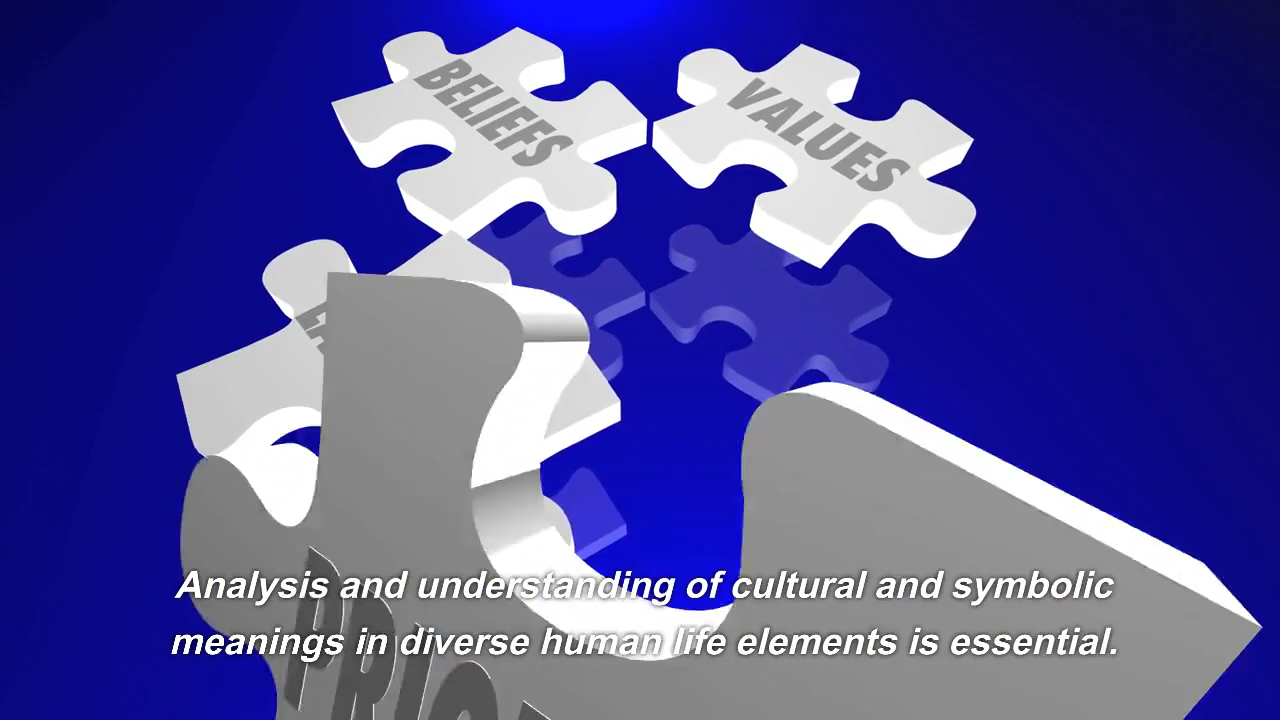 BELIEFS
VALUES
Analysis and understanding of cultural and symbolic
meanings in diverse human life elements is essential.